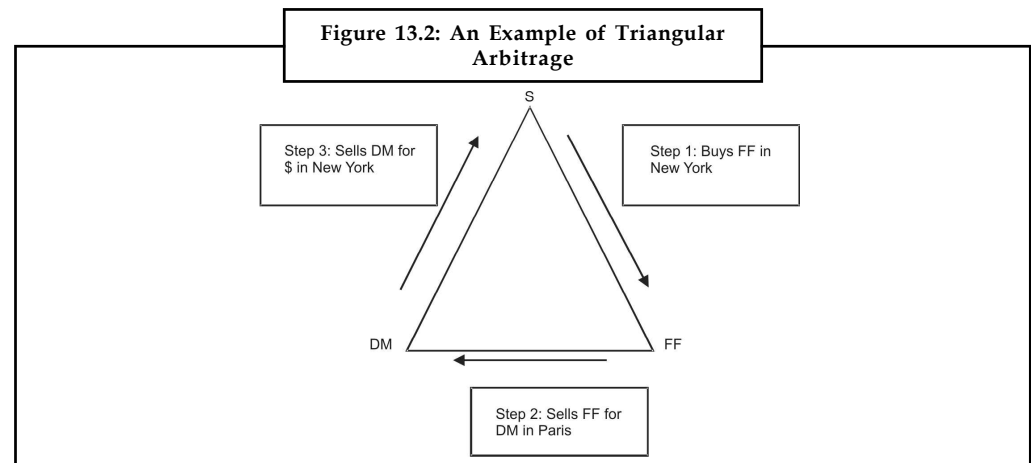 Figure 13.2: An Example of Triangular
Arbitrage
S
Step 3: Sells DM for
$ in New York
Step 1: Buys FF in
New York
DM
FF
Step 2: Sells FF for
DM in Paris